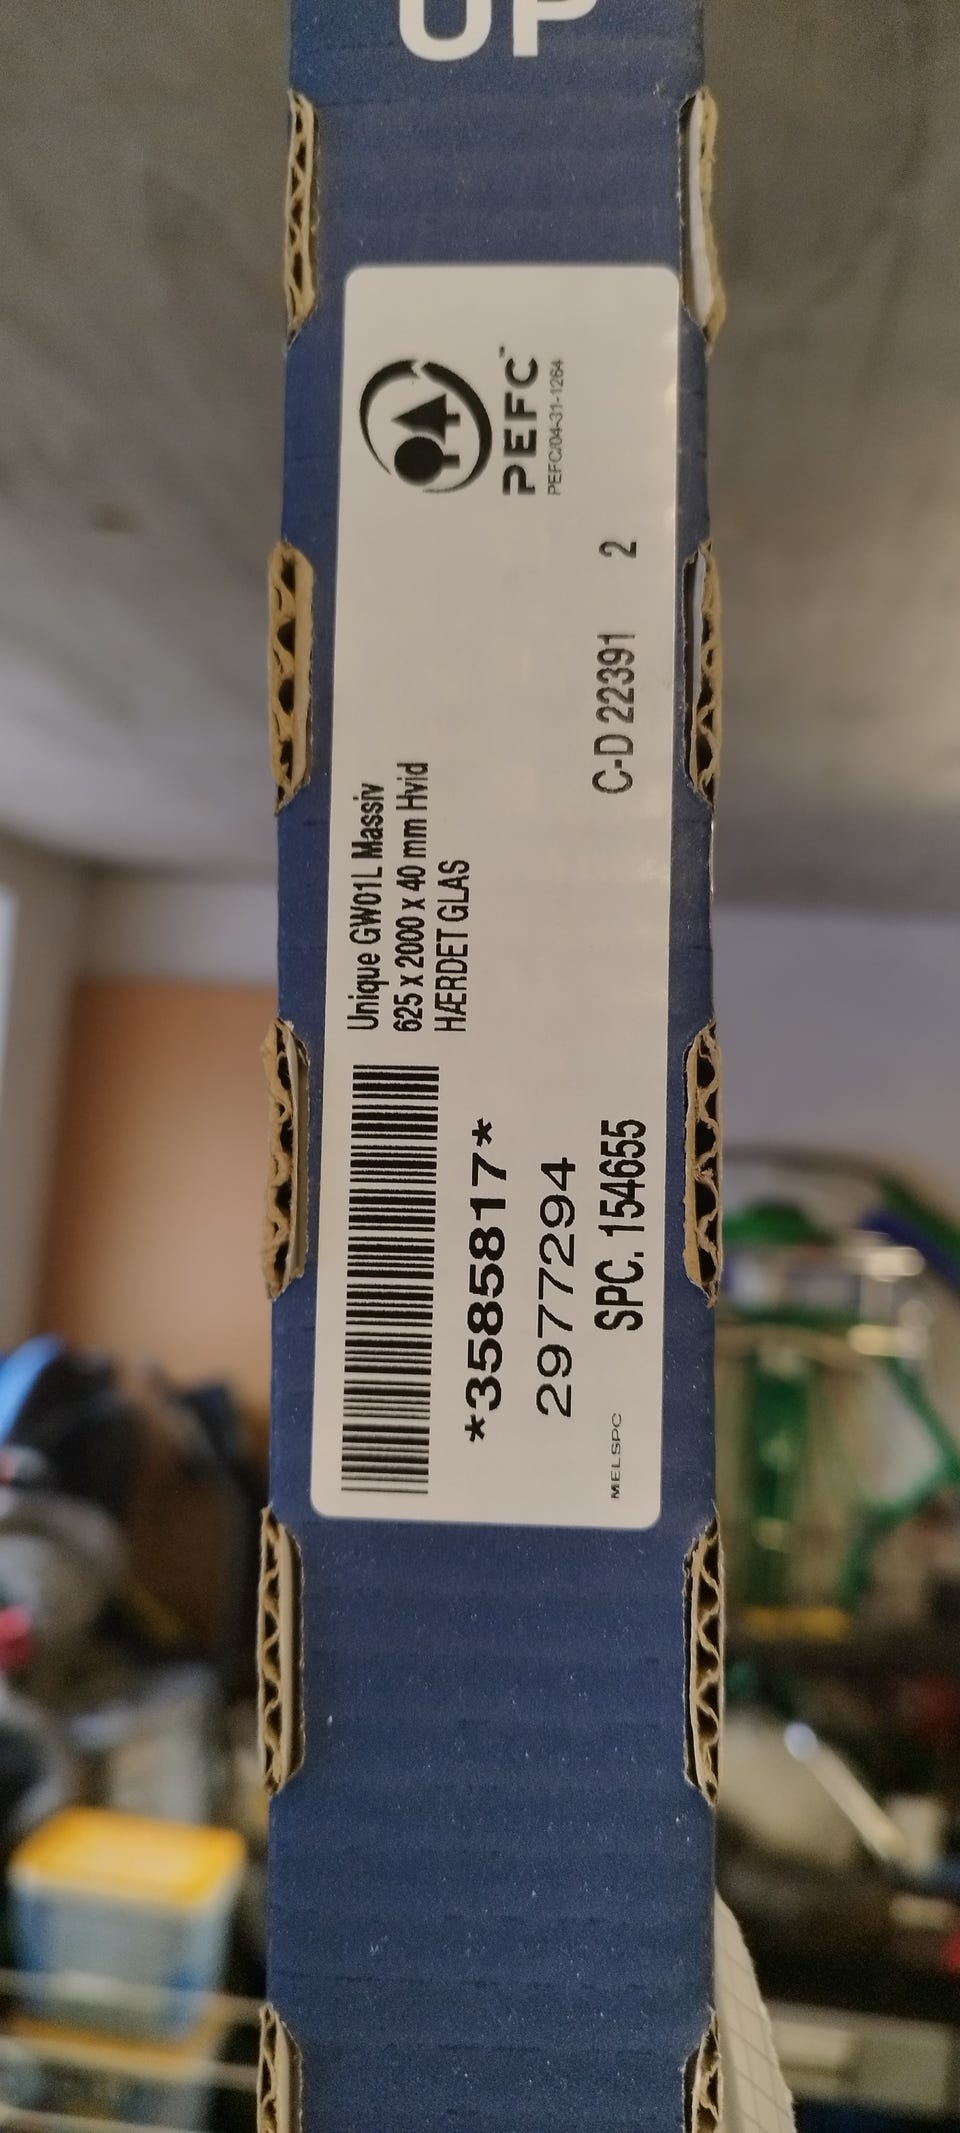 UP
Unique GW01L Massiv
625 x 2000 x 40 mm Hvid
HÆRDET GLAS
*3585817*
2977294
MELSPC
SPC. 154655
C-D 22391 2
PEFC™
PEFC/04-31-1264